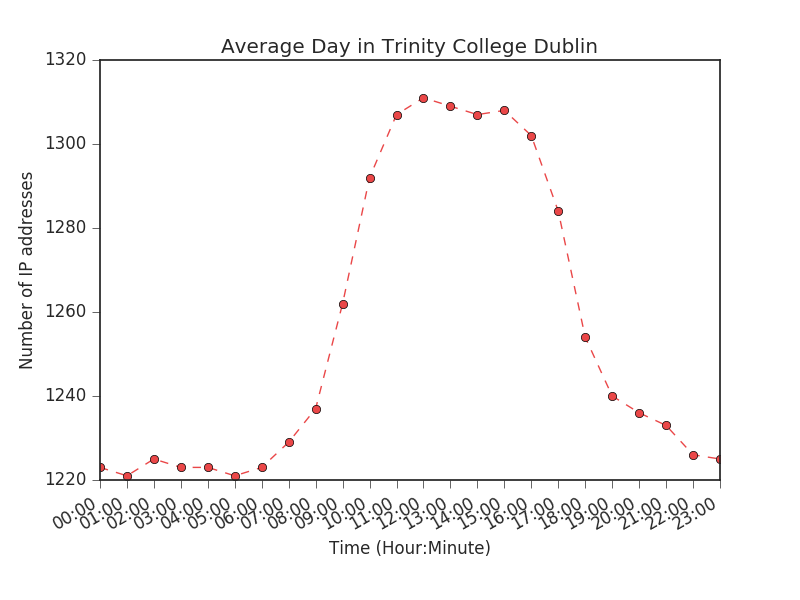 Average Day in Trinity College Dublin
1320
1300
1280
1260
1240
1220
Number of IP addresses
00:00 01:00 02:00 03:00 04:00 05:00 06:00 07:00 08:00 09:00 10:00 11:00 12:00 13:00 14:00 15:00 16:00 17:00 18:00 19:00 20:00 21:00 22:00 23:00
Time (Hour:Minute)